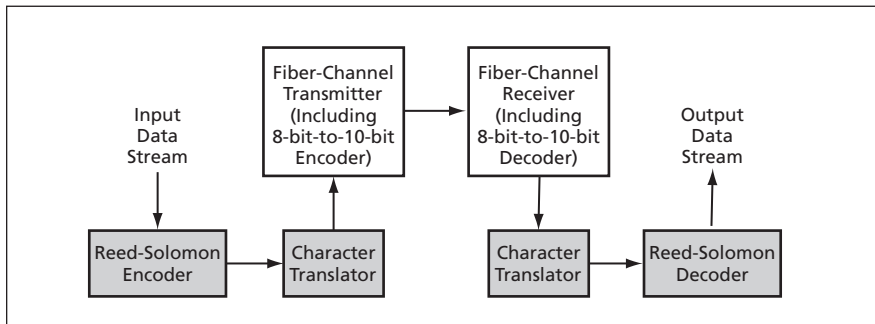 Input
Data
Stream
Reed-Solomon
Encoder
Character
Translator
Fiber-Channel
Transmitter
(Including
8-bit-to-10-bit
Encoder)
Fiber-Channel
Receiver
(Including
8-bit-to-10-bit
Decoder)
Character
Translator
Reed-Solomon
Decoder
Output
Data
Stream